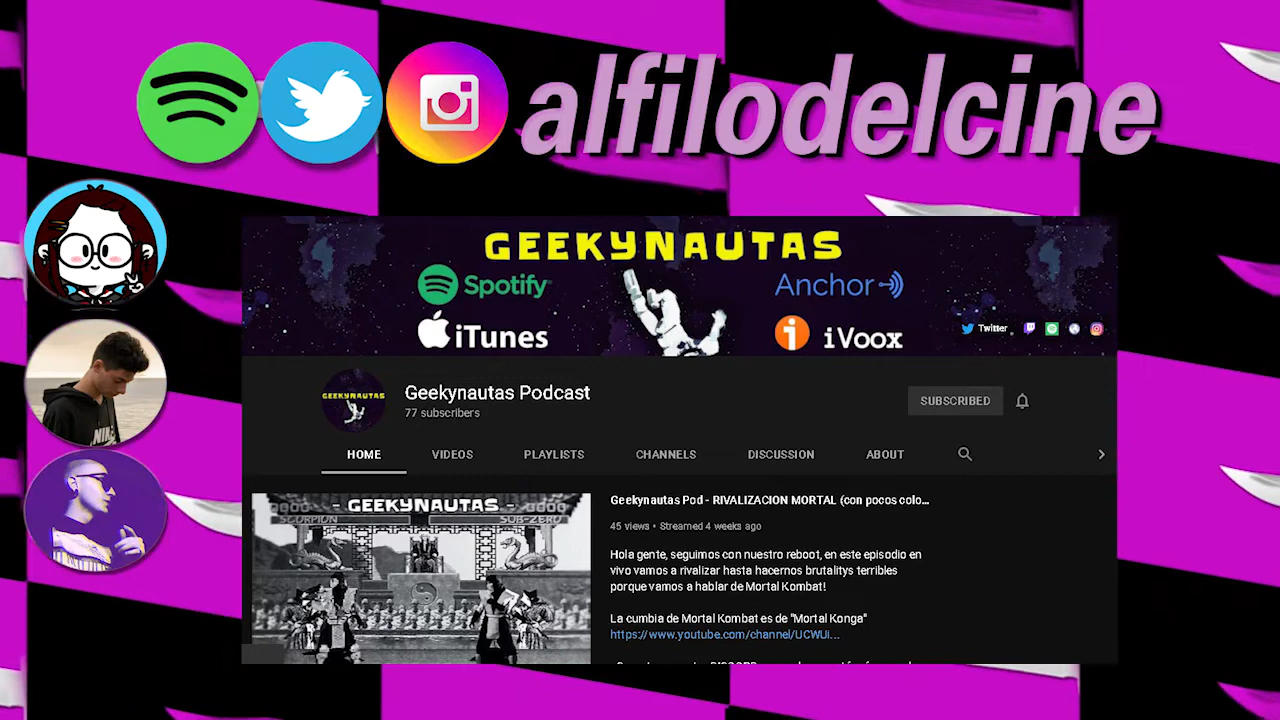 alfilodelcine
GEEKYNAUTAS
Spotify
Anchor
iTunes
iVoox
Twitter
GEEKYNAUTAS
Geekynautas Podcast
77 subscribers
SUBSCRIBED
HOME
VIDEOS
PLAYLISTS
CHANNELS
DISCUSSION
ABOUT
- GEEKYNAUTAS -
SCORPION
SUB-ZERO
Geekynautas Pod - RIVALIZACION MORTAL (con pocos colo...
45 views • Streamed 4 weeks ago
Hola gente, seguimos con nuestro reboot, en este episodio en
vivo vamos a rivalizar hasta hacernos brutalitys terribles
porque vamos a hablar de Mortal Kombat!
La cumbia de Mortal Kombat es de "Mortal Konga"
https://www.youtube.com/channel/UCWUi...